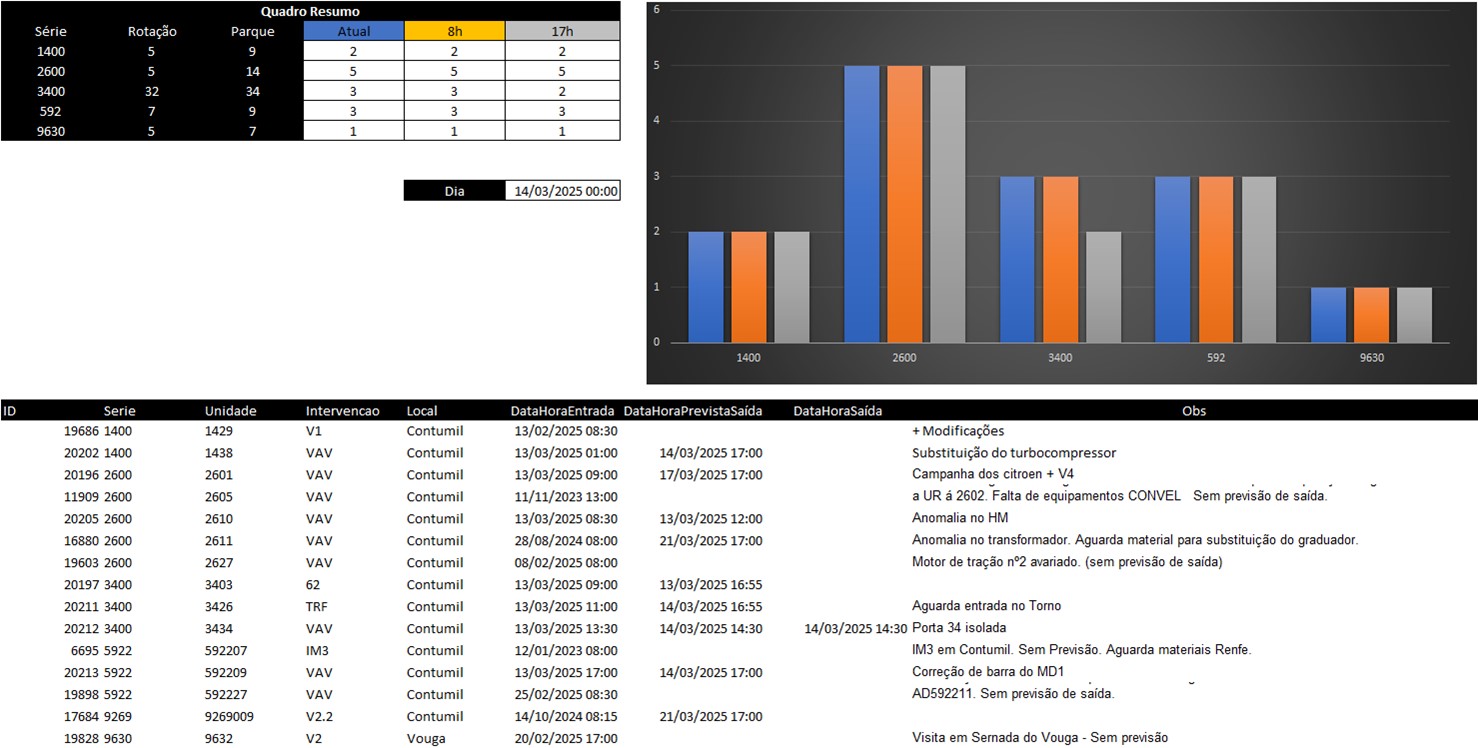 Quadro Resumo
Série Rotação Parque Atual 8h 17h
1400 5 9 2 2 2
2600 5 14 5 5 5
3400 32 34 3 3 2
592 7 9 3 3 3
9630 5 7 1 1 1
Dia 14/03/2025 00:00
6
5
4
3
2
1
0
1400 2600 3400 592 9630
ID Serie Unidade Intervencao Local DataHoraEntrada DataHoraPrevistaSaída DataHoraSaída Obs
19686 1400 1429 V1 Contumil 13/02/2025 08:30 + Modificações
20202 1400 1438 VAV Contumil 13/03/2025 01:00 14/03/2025 17:00 Substituição do turbocompressor
20196 2600 2601 VAV Contumil 13/03/2025 09:00 17/03/2025 17:00 Campanha dos citroen + V4
11909 2600 2605 VAV Contumil 11/11/2023 13:00 a UR á 2602. Falta de equipamentos CONVEL Sem previsão de saída.
20205 2600 2610 VAV Contumil 13/03/2025 08:30 13/03/2025 12:00 Anomalia no HM
16880 2600 2611 VAV Contumil 28/08/2024 08:00 21/03/2025 17:00 Anomalia no transformador. Aguarda material para substituição do graduador.
19603 2600 2627 VAV Contumil 08/02/2025 08:00 Motor de tração nº2 avariado. (sem previsão de saída)
20197 3400 3403 62 Contumil 13/03/2025 09:00 13/03/2025 16:55
20211 3400 3426 TRF Contumil 13/03/2025 11:00 14/03/2025 16:55 Aguarda entrada no Torno
20212 3400 3434 VAV Contumil 13/03/2025 13:30 14/03/2025 14:30 14/03/2025 14:30 Porta 34 isolada
6695 5922 592207 IM3 Contumil 12/01/2023 08:00 IM3 em Contumil. Sem Previsão. Aguarda materiais Renfe.
20213 5922 592209 VAV Contumil 13/03/2025 17:00 14/03/2025 17:00 Correção de barra do MD1
19898 5922 592227 VAV Contumil 25/02/2025 08:30 AD592211. Sem previsão de saída.
17684 9269 9269009 V2.2 Contumil 14/10/2024 08:15 21/03/2025 17:00
19828 9630 9632 V2 Vouga 20/02/2025 17:00 Visita em Sernada do Vouga - Sem previsão